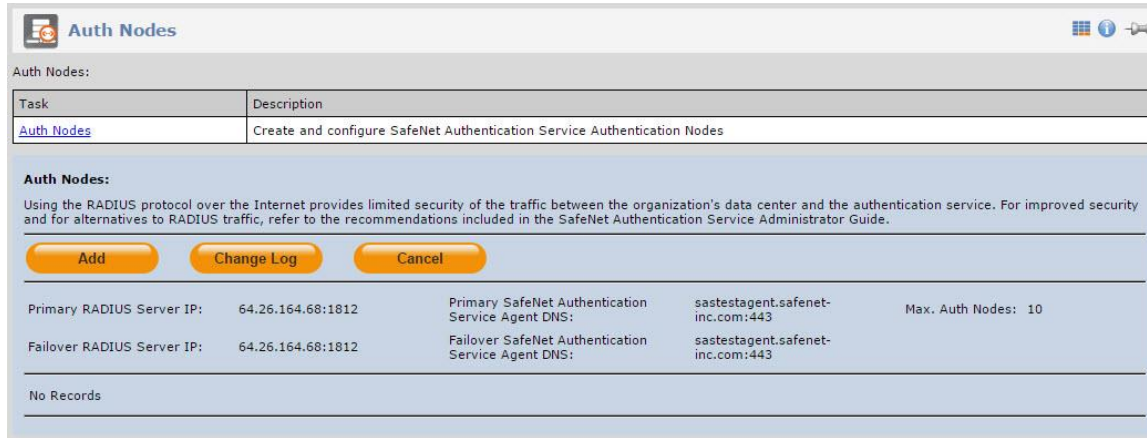 Auth Nodes
Auth Nodes:
Task Description
Auth Nodes Create and configure SafeNet Authentication Service Authentication Nodes
Auth Nodes:
Using the RADIUS protocol over the Internet provides limited security of the traffic between the organization's data center and the authentication service. For improved security
and for alternatives to RADIUS traffic, refer to the recommendations included in the SafeNet Authentication Service Administrator Guide.
Add Change Log Cancel
Primary RADIUS Server IP: 64.26.164.68:1812 Primary SafeNet Authentication Service Agent DNS: sastestagent.safenet-inc.com:443 Max. Auth Nodes: 10
Failover RADIUS Server IP: 64.26.164.68:1812 Failover SafeNet Authentication Service Agent DNS: sastestagent.safenet-inc.com:443
No Records